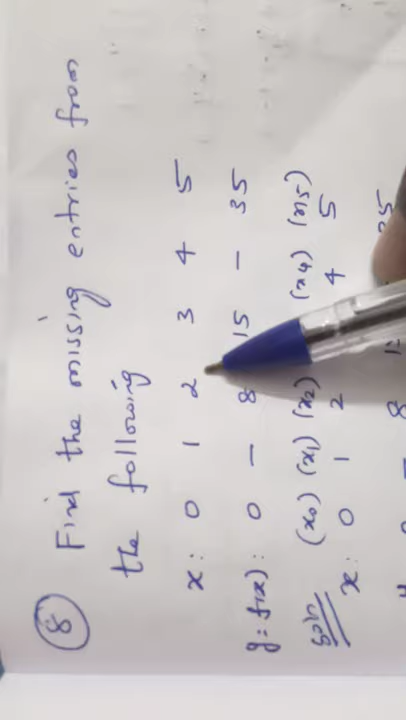 ⑧ Find the missing entries from
the following
x: 0 1 2 3 4 5
y=f(x): 0 — 8 15 — 35
Soln (x0) (x1) (x2) (x4) (x5)
x: 0 1 2 4 5
8